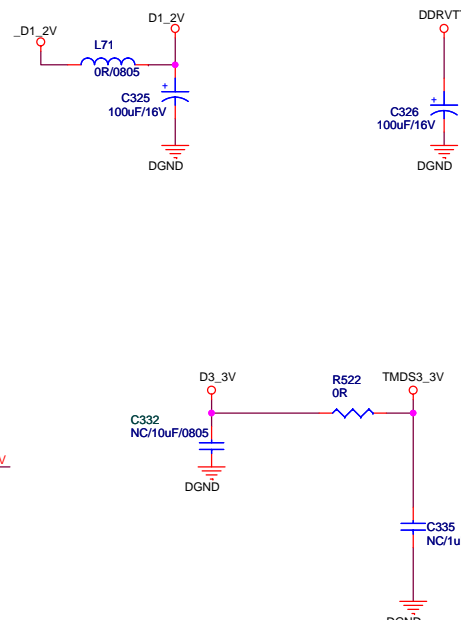 _D1_2V
D1_2V
DDRVT
L71
0R/0805
C325
100uF/16V
C326
100uF/16V
DGND
DGND
D3_3V
R522
0R
TMDS3_3V
C332
NC/10uF/0805
V
DGND
C335
NC/1u
DGND